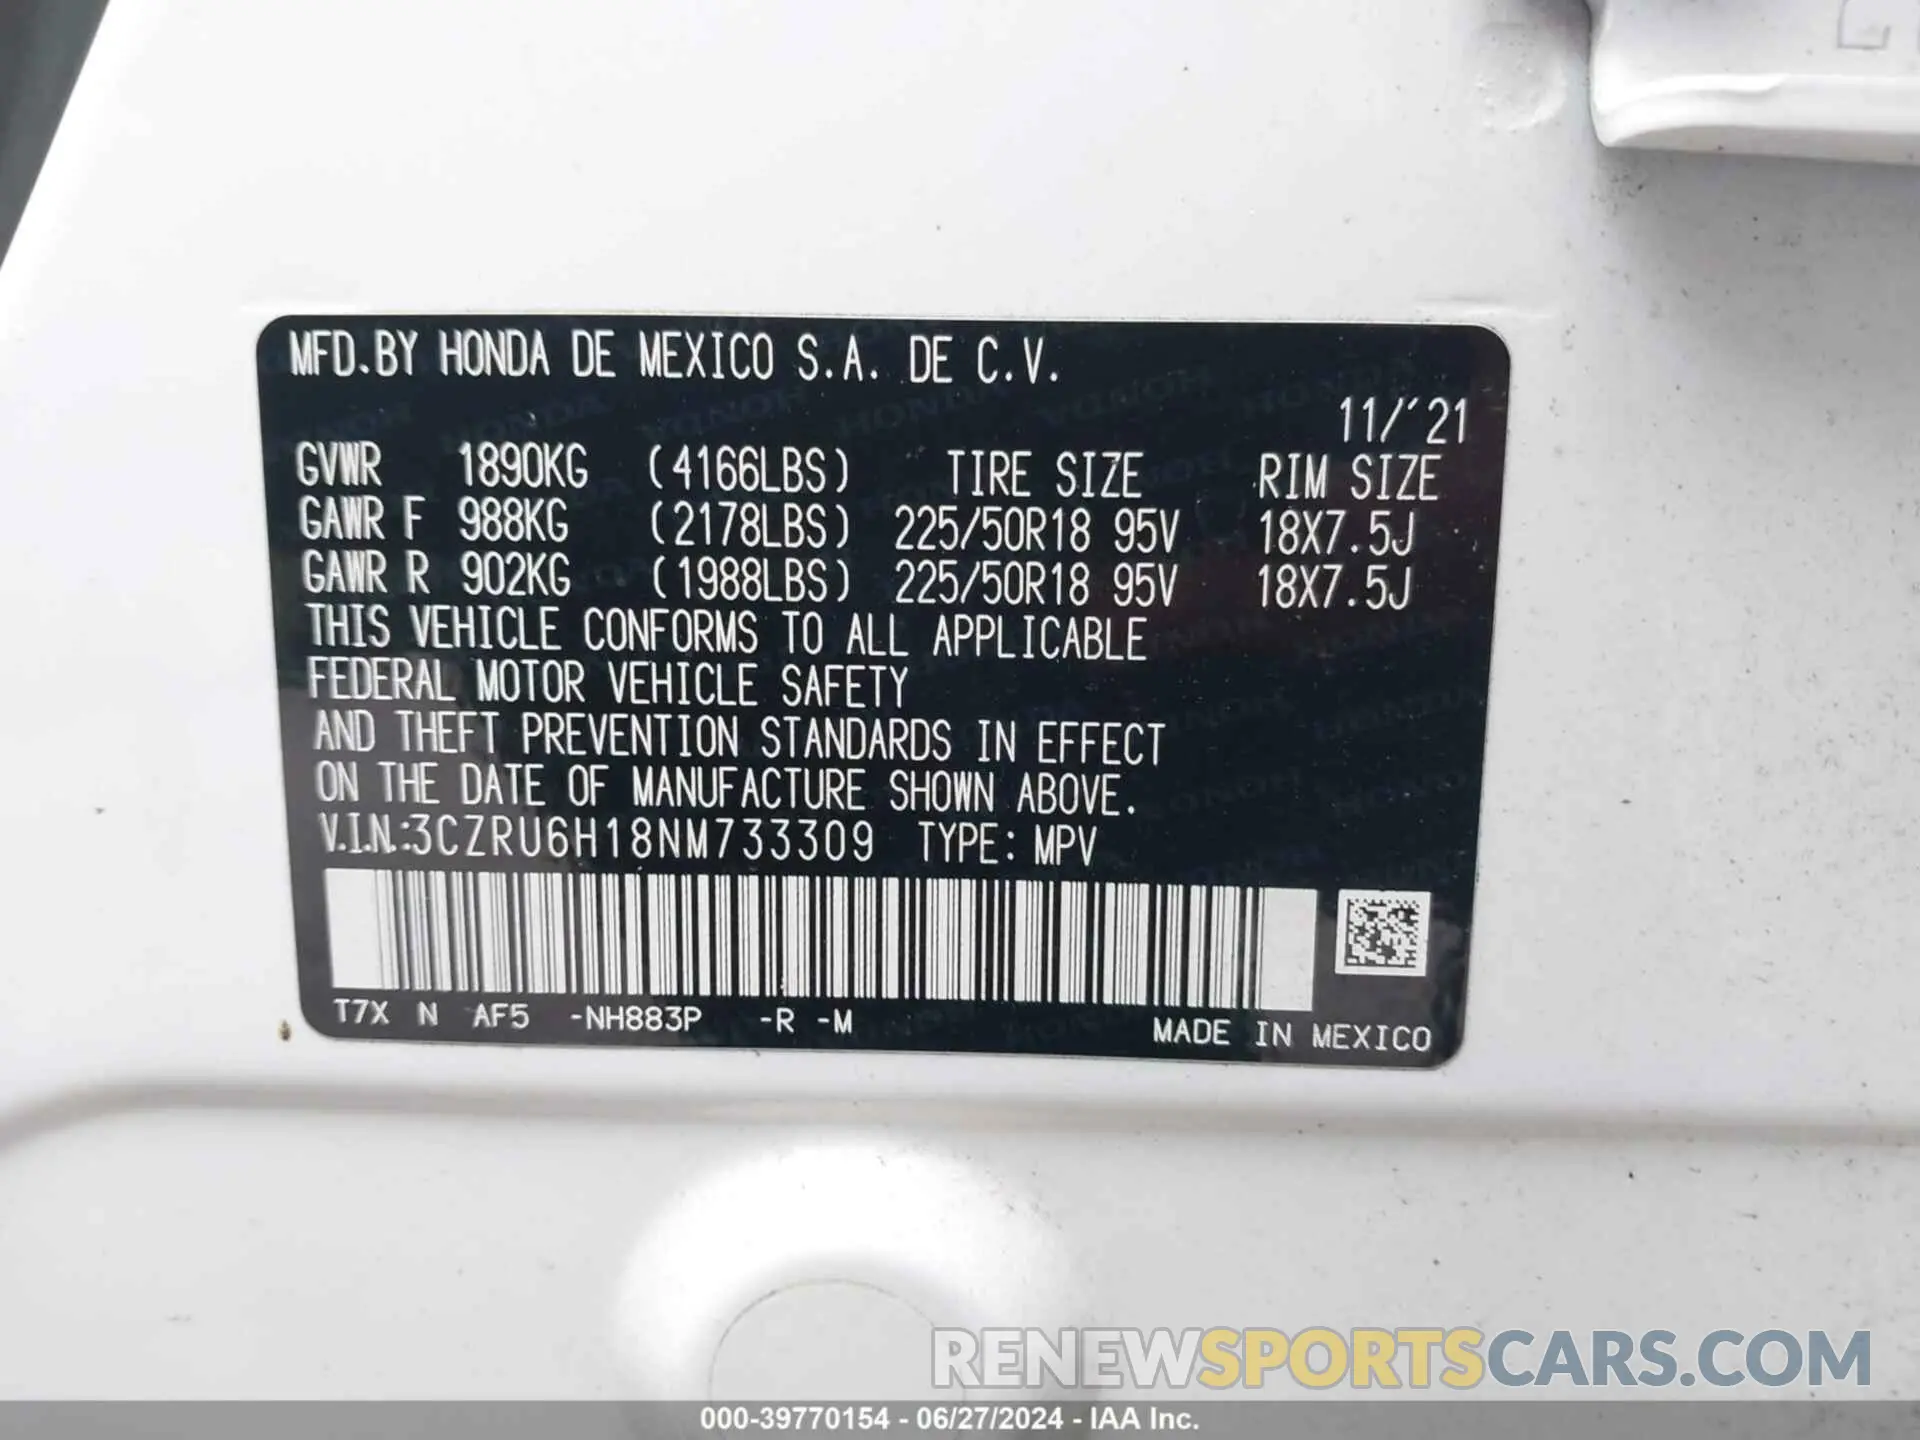 MFD.BY HONDA DE MEXICO S.A. DE C.V.
11/'21
GVWR 1890KG (4166LBS) TIRE SIZE RIM SIZE
GAWR F 988KG (2178LBS) 225/50R18 95V 18X7.5J
GAWR R 902KG (1988LBS) 225/50R18 95V 18X7.5J
THIS VEHICLE CONFORMS TO ALL APPLICABLE
FEDERAL MOTOR VEHICLE SAFETY
AND THEFT PREVENTION STANDARDS IN EFFECT
ON THE DATE OF MANUFACTURE SHOWN ABOVE.
V.I.N.:3CZRU6H18NM733309 TYPE: MPV
T7X N AF5 -NH883P -R -M
MADE IN MEXICO
RENEWSPORTSCARS.COM
000-39770154 - 06/27/2024 - IAA Inc.